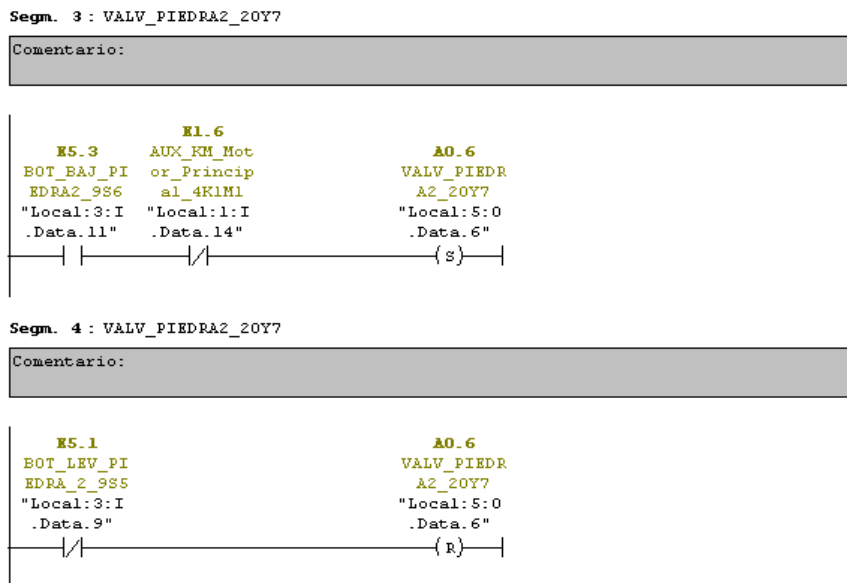 Segm. 3 : VALV_PIEDRA2_20Y7
Comentario:
E1.6
E5.3 AUX_KM_Mot A0.6
BOT_BAJ_PI or_Princip VALV_PIEDR
EDRA2_9S6 al_4K1M1 A2_20Y7
"Local:3:I "Local:1:I "Local:5:O
.Data.11" .Data.14" .Data.6"
S
Segm. 4 : VALV_PIEDRA2_20Y7
Comentario:
E5.1 A0.6
BOT_LEV_PI VALV_PIEDR
EDRA_2_9S5 A2_20Y7
"Local:3:I "Local:5:O
.Data.9" .Data.6"
R